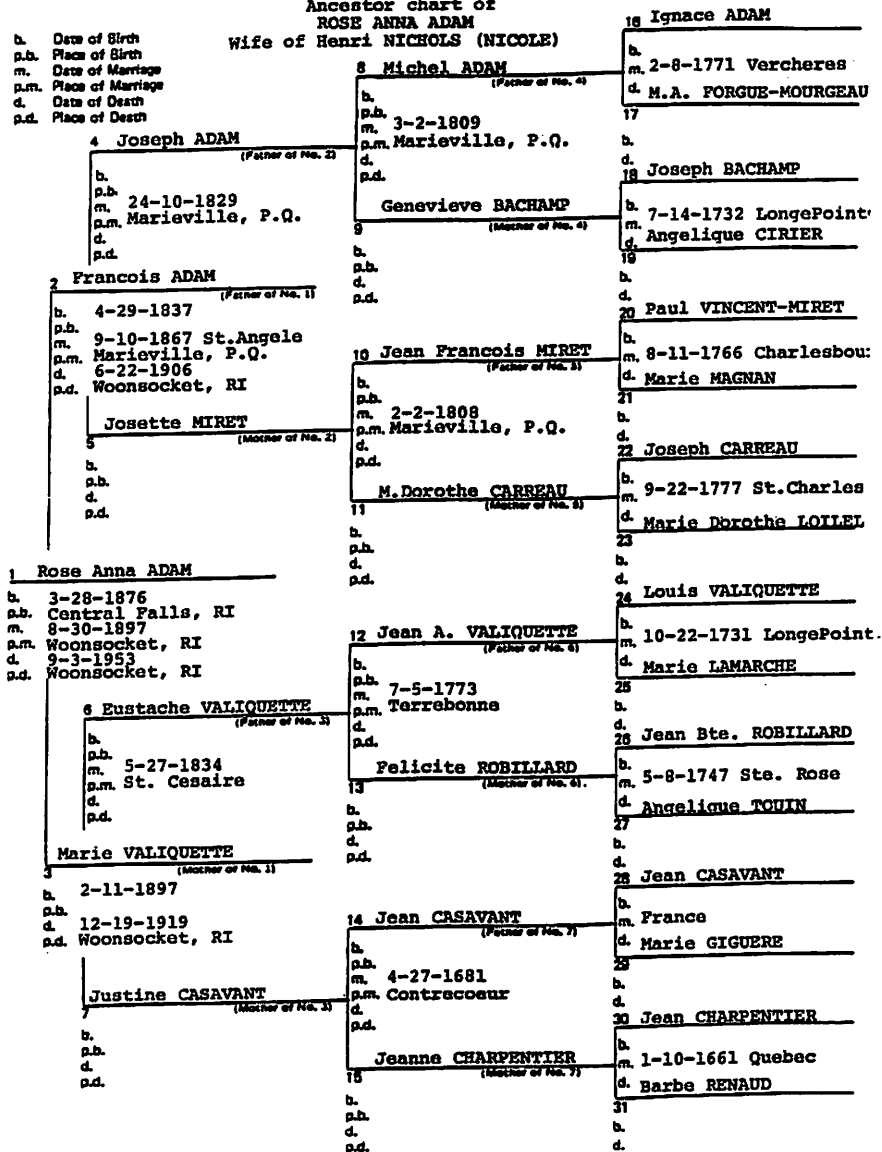 Ancestor chart of
ROSE ANNA ADAM
Wife of Henri NICHOLS (NICOLE)
b. Date of Birth
p.b. Place of Birth
m. Date of Marriage
p.m. Place of Marriage
d. Date of Death
p.d. Place of Death
16 Ignace ADAM
b.
m. 2-8-1771 Vercheres
d. M.A. FORGUE-MOURGEAU
17
b.
d.
8 Michel ADAM
(Father of No. 4)
b.
p.b.
m. 3-2-1809
p.m. Marieville, P.Q.
d.
p.d.
4 Joseph ADAM
(Father of No. 2)
b.
p.b.
m. 24-10-1829
p.m. Marieville, P.Q.
d.
p.d.
18 Joseph BACHAMP
b.
m. 7-14-1732 LongePoint
d. Angelique CIRIER
19
b.
d.
Genevieve BACHAMP
9 (Mother of No. 4)
b.
p.b.
d.
p.d.
2 Francois ADAM
(Father of No. 1)
b. 4-29-1837
p.b.
m. 9-10-1867 St.Angele
p.m. Marieville, P.Q.
d. 6-22-1906
p.d. Woonsocket, RI
20 Paul VINCENT-MIRET
b.
m. 8-11-1766 Charlesbou
d. Marie MAGNAN
21
b.
d.
10 Jean Francois MIRET
(Father of No. 5)
b.
p.b.
m. 2-2-1808
p.m. Marieville, P.Q.
d.
p.d.
Josette MIRET
5 (Mother of No. 2)
b.
p.b.
d.
p.d.
22 Joseph CARREAU
b.
m. 9-22-1777 St.Charles
d. Marie Dorothe LOILEL
23
b.
d.
M.Dorothe CARREAU
11 (Mother of No. 5)
b.
p.b.
d.
p.d.
1 Rose Anna ADAM
b. 3-28-1876
p.b. Central Falls, RI
m. 8-30-1897
p.m. Woonsocket, RI
d. 9-3-1953
p.d. Woonsocket, RI
24 Louis VALIQUETTE
b.
m. 10-22-1731 LongePoint.
d. Marie LAMARCHE
25
b.
d.
12 Jean A. VALIQUETTE
(Father of No. 6)
b.
p.b.
m. 7-5-1773
p.m. Terrebonne
d.
p.d.
6 Eustache VALIQUETTE
(Father of No. 3)
b.
p.b.
m. 5-27-1834
p.m. St. Cesaire
d.
p.d.
26 Jean Bte. ROBILLARD
b.
m. 5-8-1747 Ste. Rose
d. Angelique TOUIN
27
b.
d.
Felicite ROBILLARD
13 (Mother of No. 6).
b.
p.b.
d.
p.d.
Marie VALIQUETTE
3 (Mother of No. 1)
b. 2-11-1897
p.b.
d. 12-19-1919
p.d. Woonsocket, RI
28 Jean CASAVANT
b.
m. France
d. Marie GIGUERE
29
b.
d.
14 Jean CASAVANT
(Father of No. 7)
b.
p.b.
m. 4-27-1681
p.m. Contrecoeur
d.
p.d.
Justine CASAVANT
7 (Mother of No. 3)
b.
p.b.
d.
p.d.
30 Jean CHARPENTIER
b.
m. 1-10-1661 Quebec
d. Barbe RENAUD
31
b.
d.
Jeanne CHARPENTIER
15 (Mother of No. 7)
b.
p.b.
d.
p.d.